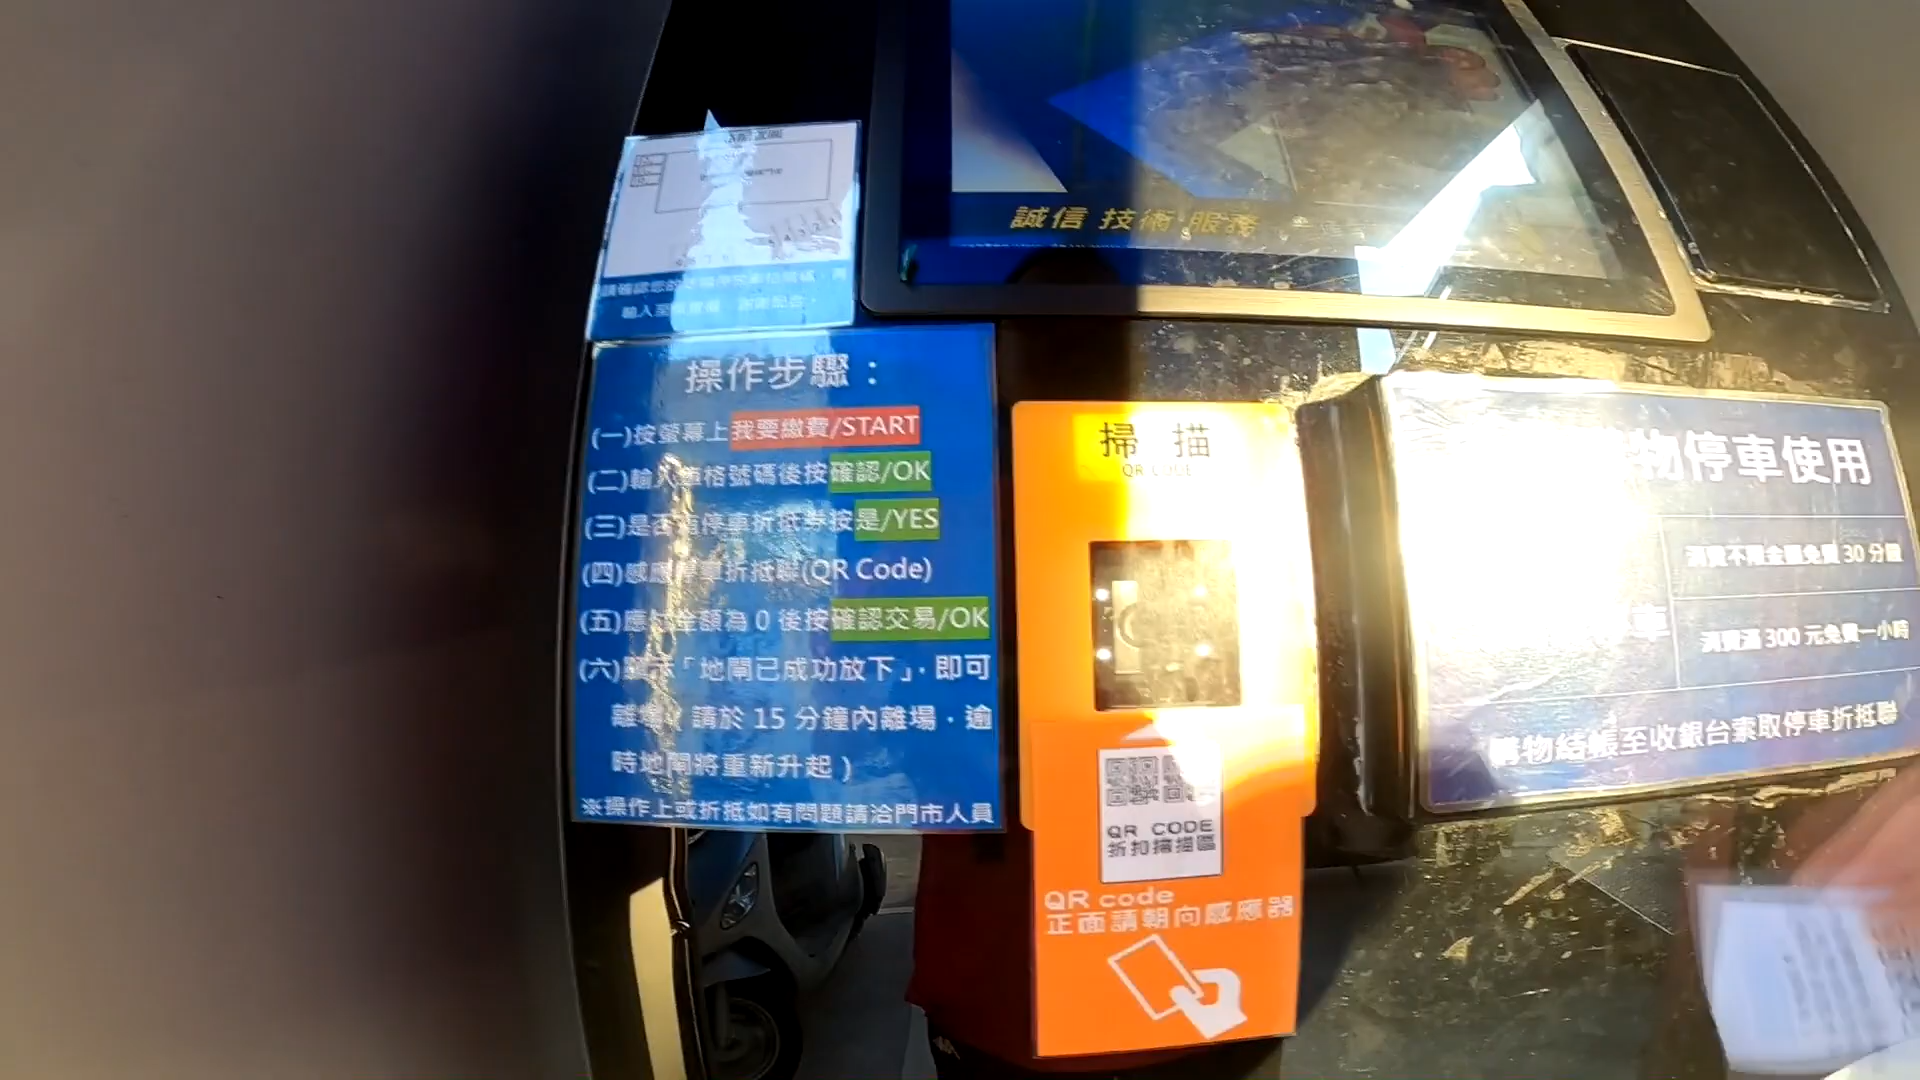 誠信 技術 服務
操作步驟：
(一)按螢幕上我要繳費/START
(二)輸入車格號碼後按確認/OK
(三)是否有停車折抵券按是/YES
(四)感應停車折抵聯(QR Code)
(五)應付金額為 0 後按確認交易/OK
(六)顯示「地閘已成功放下」，即可
離場 ( 請於 15 分鐘內離場，逾
時地閘將重新升起 )
※操作上或折抵如有問題請洽門市人員
掃 描
QR CODE
QR CODE
折扣掃描區
QR code
正面請朝向感應器
物停車使用
消費不限金額免費 30 分鐘
車
消費滿 300 元免費一小時
購物結帳至收銀台索取停車折抵聯